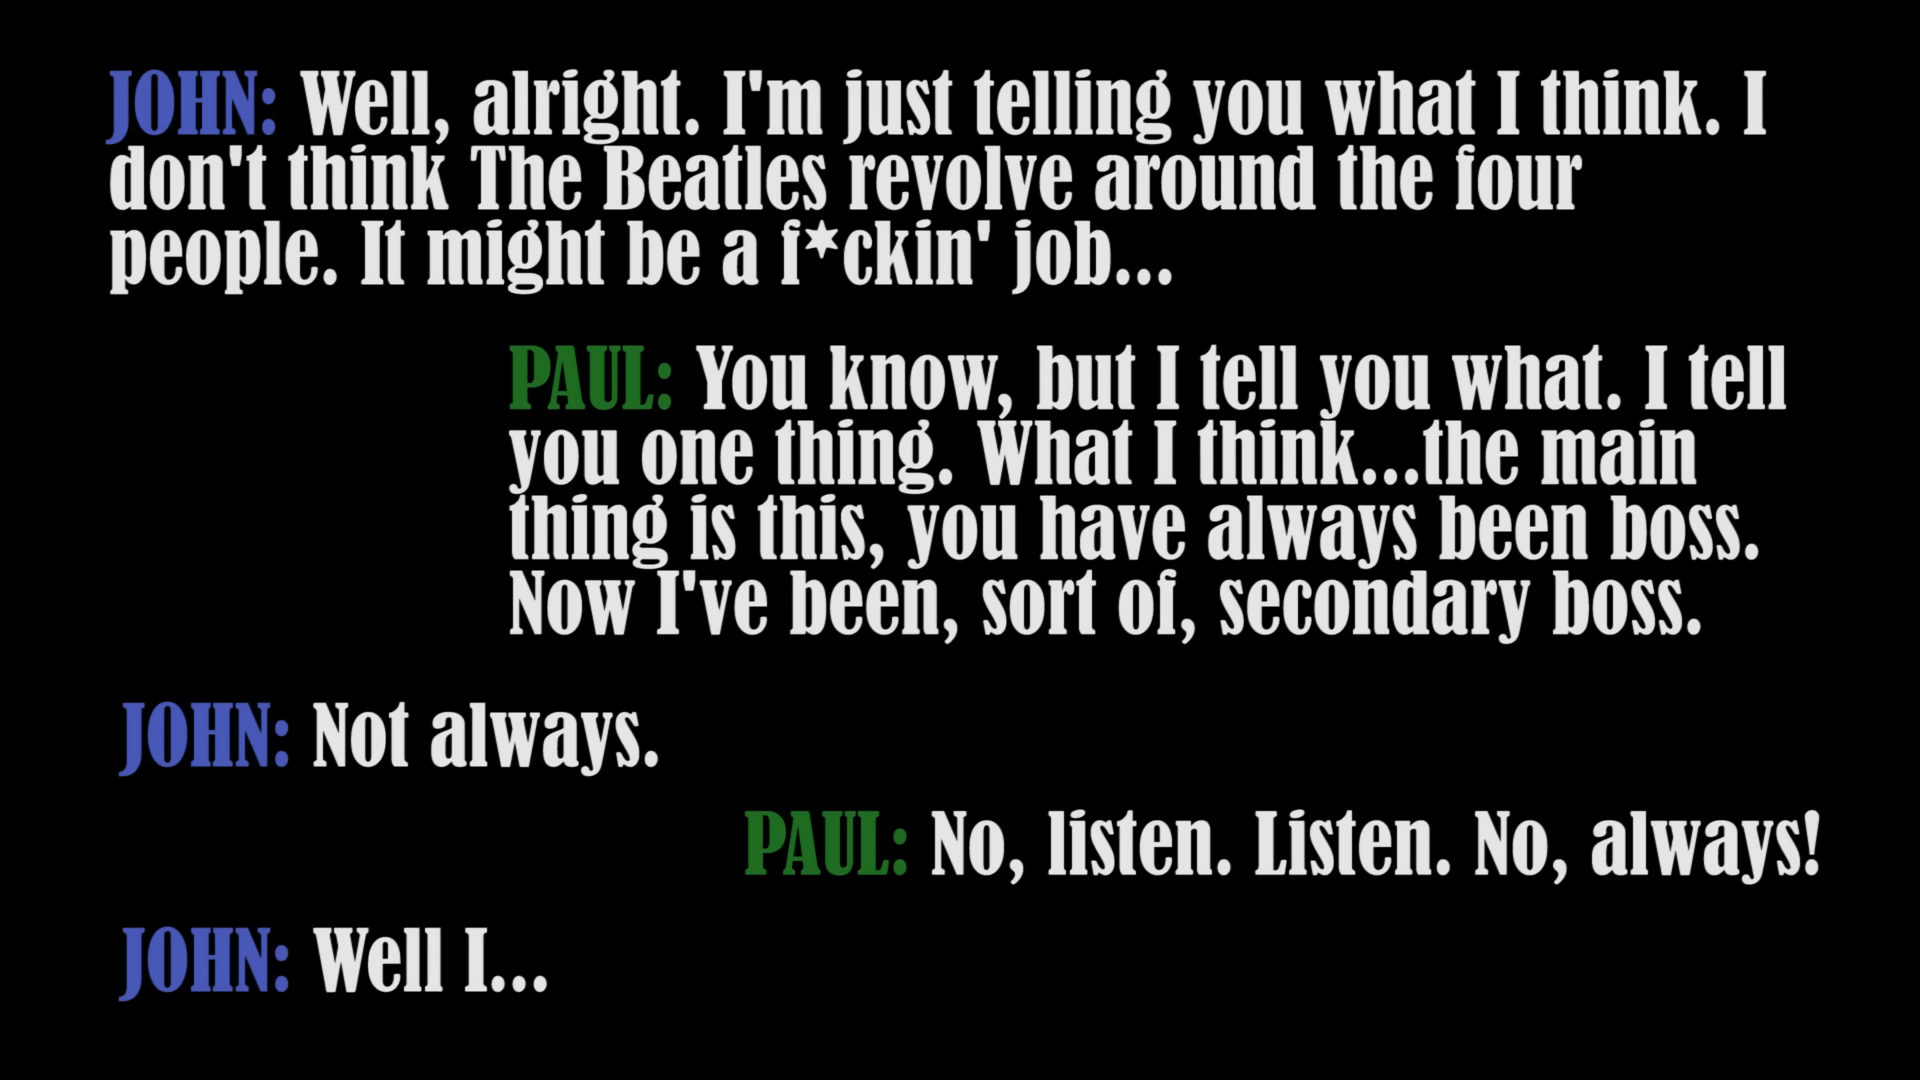 JOHN: Well, alright. I'm just telling you what I think. I
don't think The Beatles revolve around the four
people. It might be a f*ckin' job...
PAUL: You know, but I tell you what. I tell
you one thing. What I think...the main
thing is this, you have always been boss.
Now I've been, sort of, secondary boss.
JOHN: Not always.
PAUL: No, listen. Listen. No, always!
JOHN: Well I...